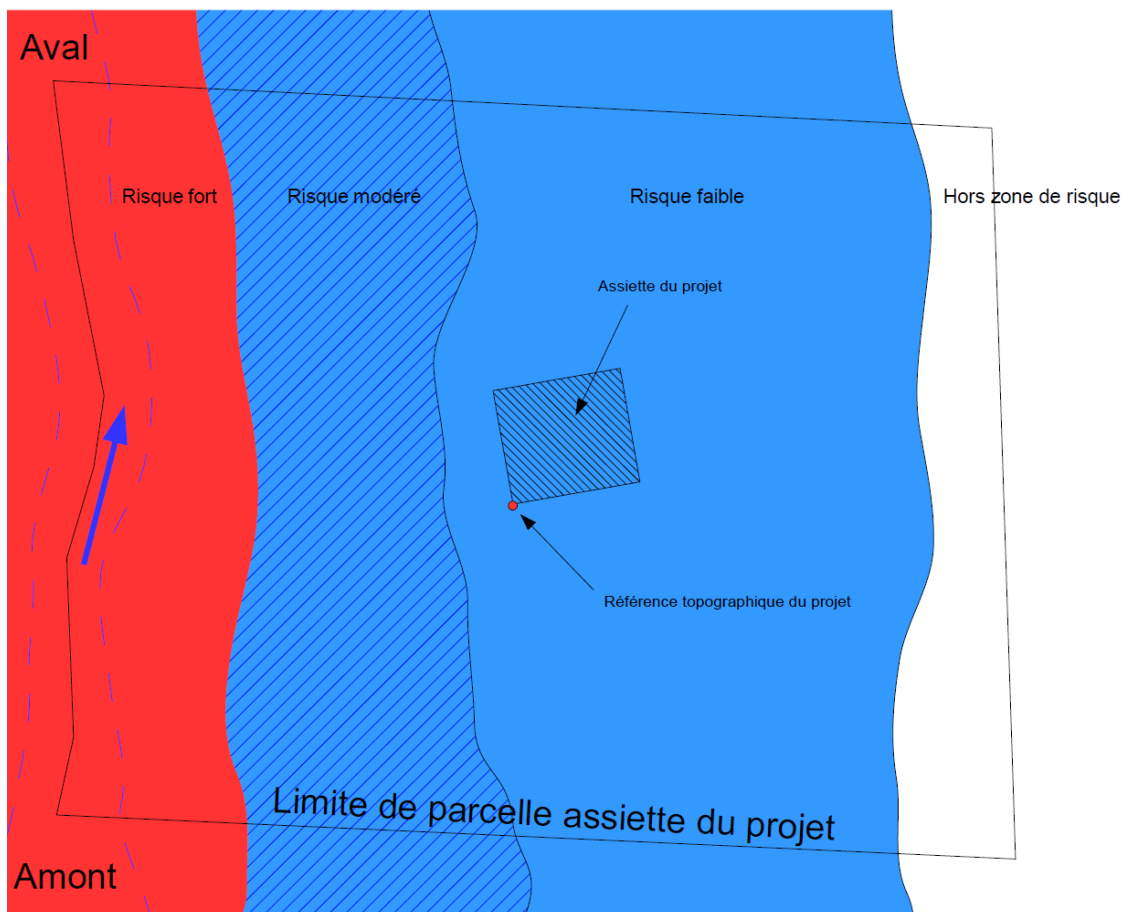 Aval
Risque fort
Risque modéré
Risque faible
Hors zone de risque
Assiette du projet
Référence topographique du projet
Limite de parcelle assiette du projet
Amont